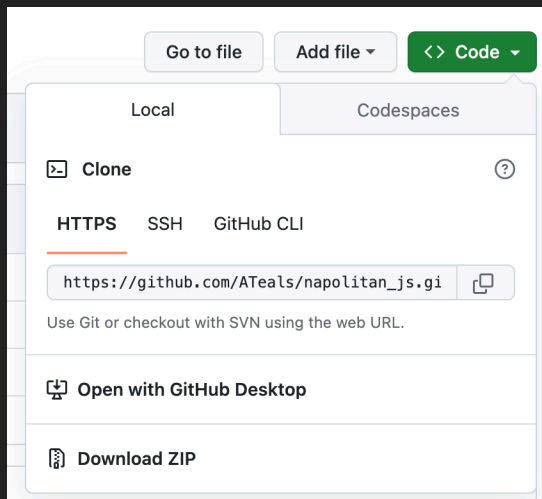 Go to file Add file <> Code
Local Codespaces
Clone
HTTPS SSH GitHub CLI
https://github.com/ATeals/napolitan_js.gi
Use Git or checkout with SVN using the web URL.
Open with GitHub Desktop
Download ZIP